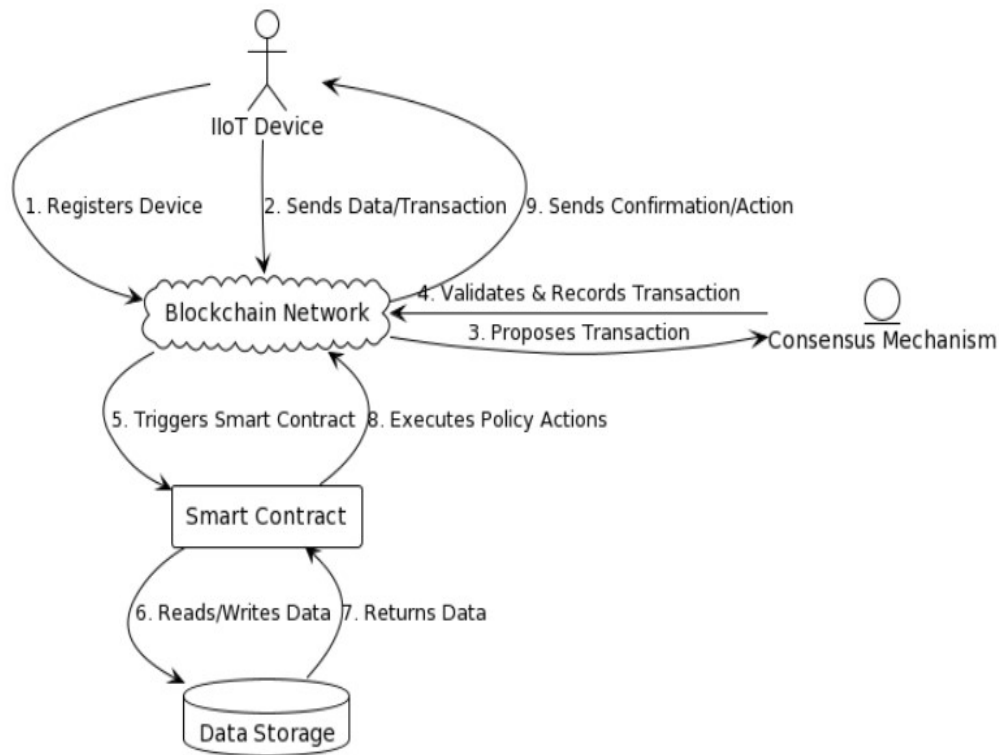 IIoT Device
1. Registers Device
2. Sends Data/Transaction
9. Sends Confirmation/Action
Blockchain Network
4. Validates & Records Transaction
3. Proposes Transaction
Consensus Mechanism
5. Triggers Smart Contract
8. Executes Policy Actions
Smart Contract
6. Reads/Writes Data
7. Returns Data
Data Storage